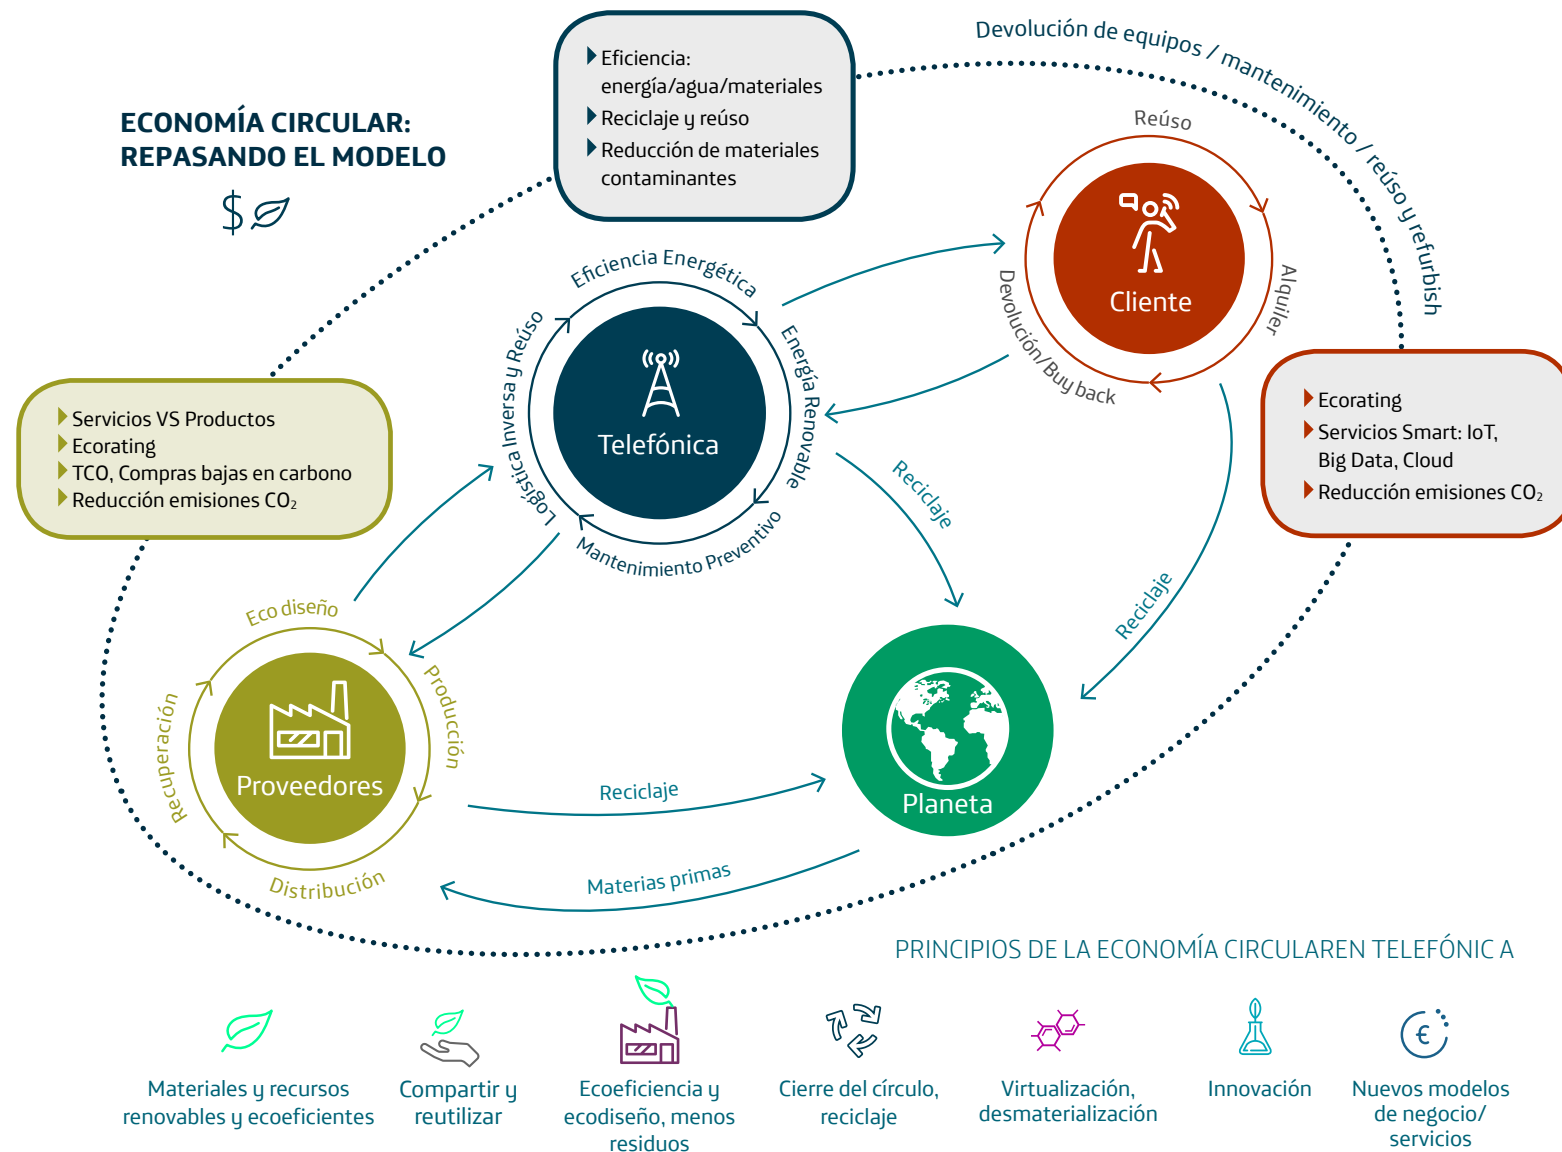 ECONOMÍA CIRCULAR:
REPASANDO EL MODELO
Eficiencia:
energía/agua/materiales
Reciclaje y reúso
Reducción de materiales
contaminantes
Devolución de equipos / mantenimiento / reúso y refurbish
Reúso
Alquiler
Devolución/Buy back
Cliente
Eficiencia Energética
Energía Renovable
Mantenimiento Preventivo
Logística Inversa y Reúso
Telefónica
Servicios VS Productos
Ecorating
TCO, Compras bajas en carbono
Reducción emisiones CO₂
Ecorating
Servicios Smart: IoT,
Big Data, Cloud
Reducción emisiones CO₂
Reciclaje
Reciclaje
Eco diseño
Producción
Distribución
Recuperación
Proveedores
Reciclaje
Materias primas
Planeta
PRINCIPIOS DE LA ECONOMÍA CIRCULAREN TELEFÓNIC A
Materiales y recursos
renovables y ecoeficientes
Compartir y
reutilizar
Ecoeficiencia y
ecodiseño, menos
residuos
Cierre del círculo,
reciclaje
Virtualización,
desmaterialización
Innovación
Nuevos modelos
de negocio/
servicios